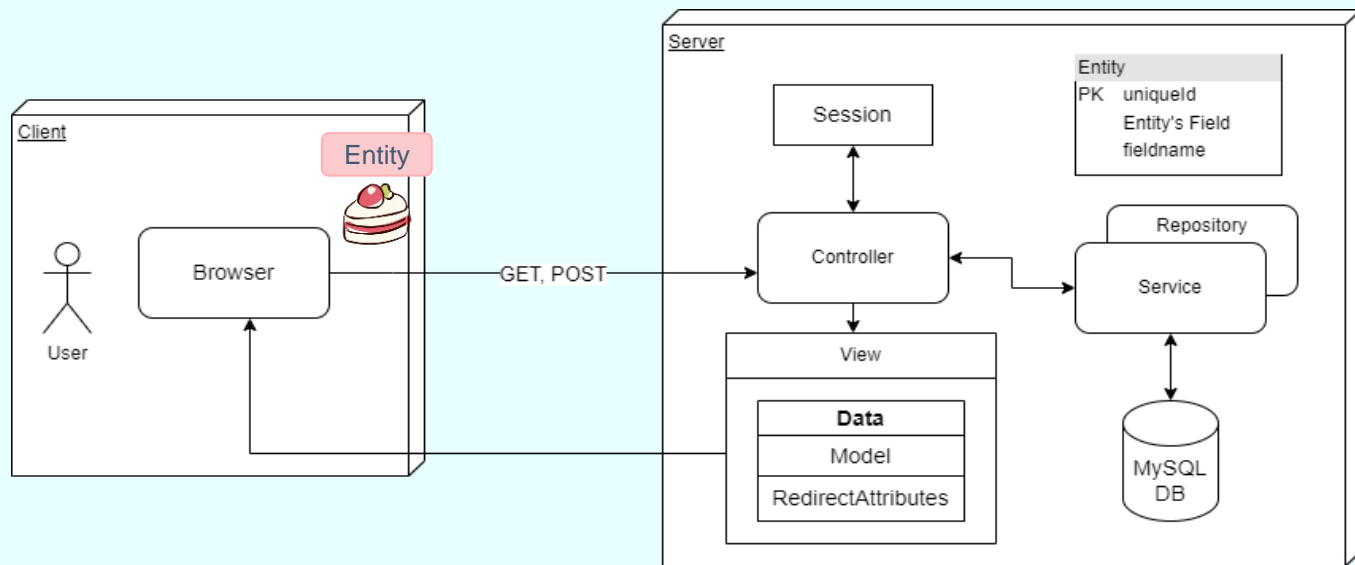 Client
Entity
Browser
User
GET, POST
Server
Session
Controller
View
Data
Model
RedirectAttributes
Entity
PK uniqueId
Entity's Field
fieldname
Repository
Service
MySQL
DB